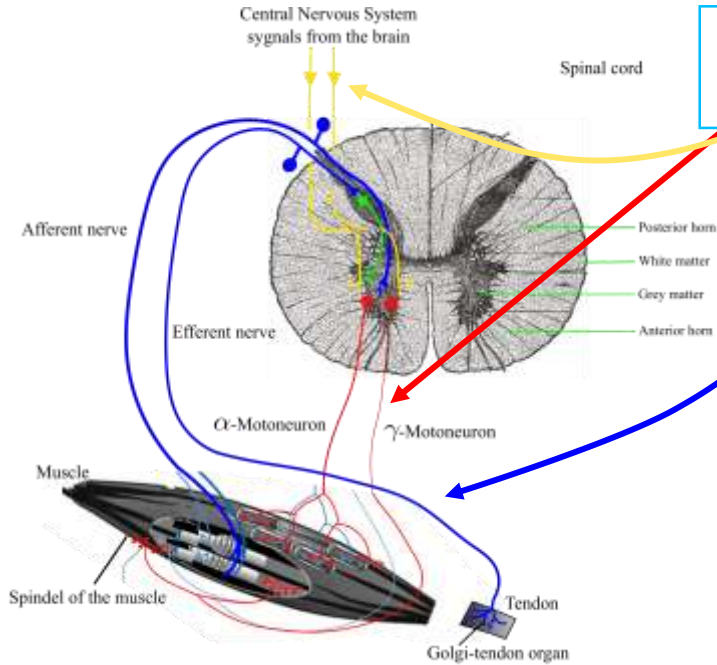 Central Nervous System
sygnals from the brain
Spinal cord
Afferent nerve
Posterior horn
White matter
Grey matter
Efferent nerve
Anterior horn
α-Motoneuron
γ-Motoneuron
Muscle
Spindel of the muscle
Tendon
Golgi-tendon organ